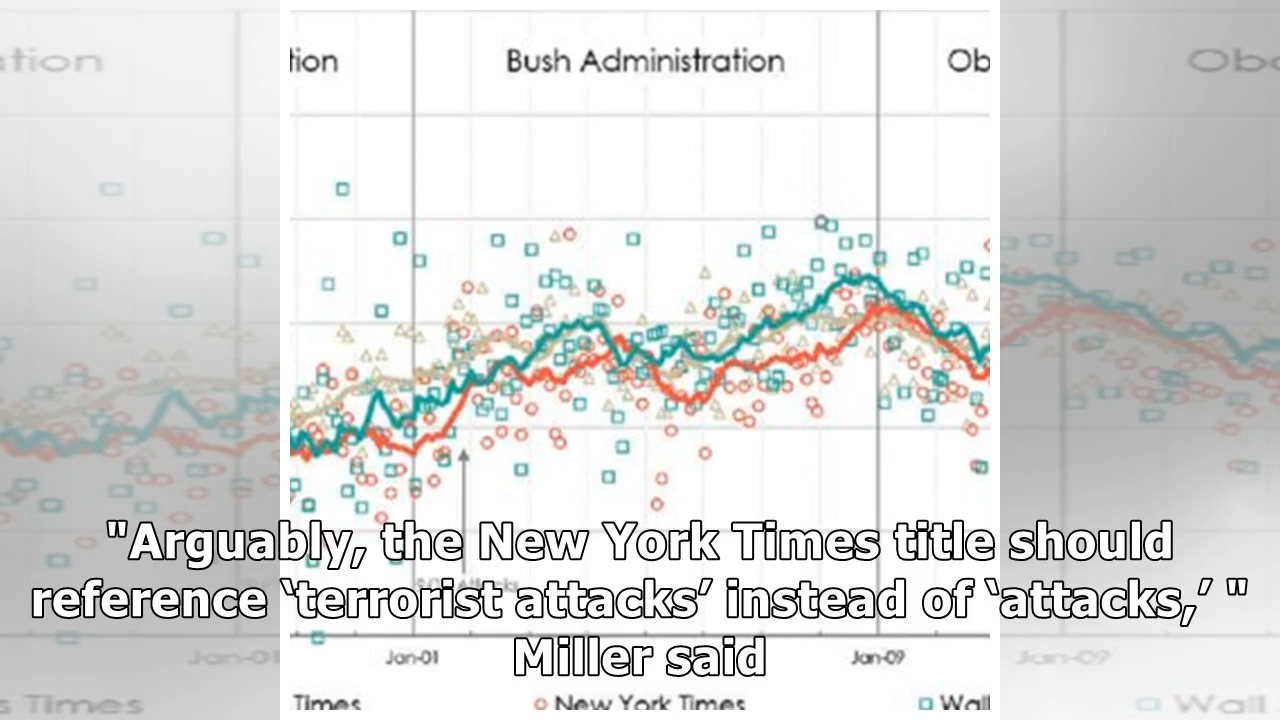 tion
Bush Administration
Ob
"Arguably, the New York Times title should
reference ‘terrorist attacks’ instead of ‘attacks,’ "
Miller said
Jan-01
Jan-09
Times
New York Times
Wall